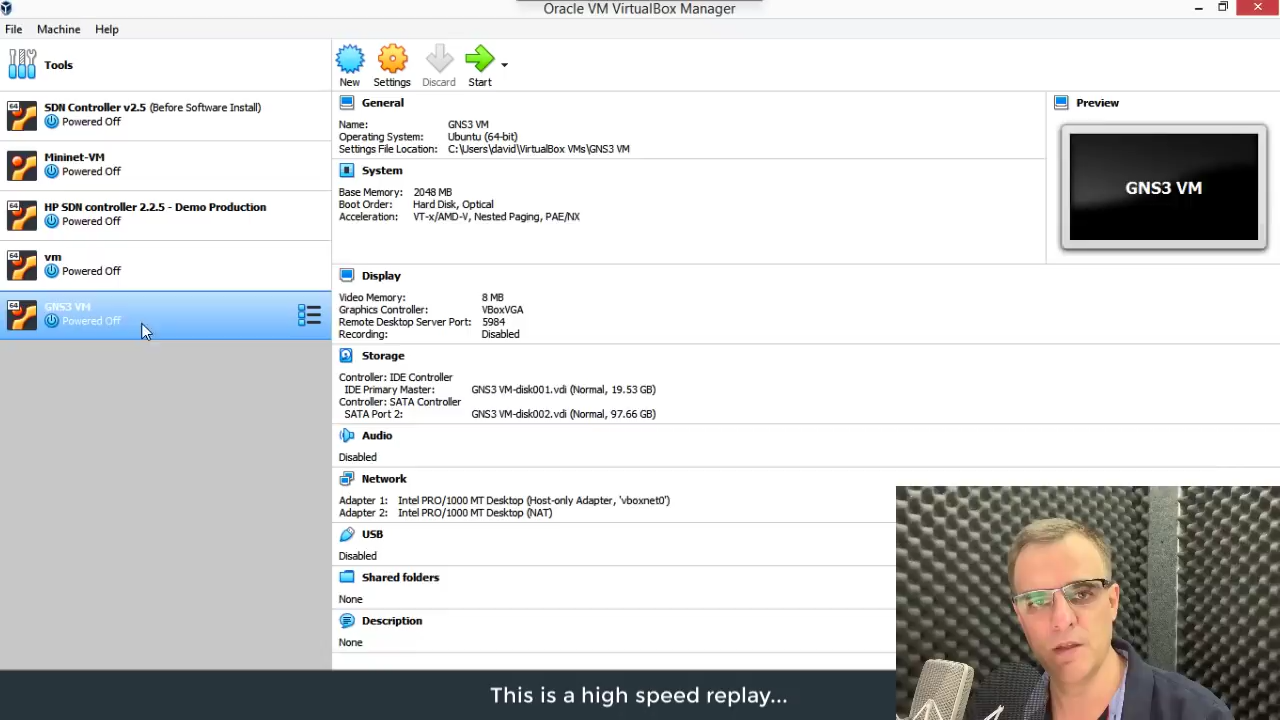 Oracle VM VirtualBox Manager
File Machine Help
Tools
New Settings Discard Start
64 SDN Controller v2.5 (Before Software Install)
Powered Off
64 Mininet-VM
Powered Off
64 HP SDN controller 2.2.5 - Demo Production
Powered Off
64 vm
Powered Off
64 GNS3 VM
Powered Off
General
Name: GNS3 VM
Operating System: Ubuntu (64-bit)
Settings File Location: C:\Users\david\VirtualBox VMs\GNS3 VM
System
Base Memory: 2048 MB
Boot Order: Hard Disk, Optical
Acceleration: VT-x/AMD-V, Nested Paging, PAE/NX
Preview
GNS3 VM
Display
Video Memory: 8 MB
Graphics Controller: VBoxVGA
Remote Desktop Server Port: 5984
Recording: Disabled
Storage
Controller: IDE Controller
IDE Primary Master: GNS3 VM-disk001.vdi (Normal, 19.53 GB)
Controller: SATA Controller
SATA Port 2: GNS3 VM-disk002.vdi (Normal, 97.66 GB)
Audio
Disabled
Network
Adapter 1: Intel PRO/1000 MT Desktop (Host-only Adapter, 'vboxnet0')
Adapter 2: Intel PRO/1000 MT Desktop (NAT)
USB
Disabled
Shared folders
None
Description
None
This is a high speed replay...